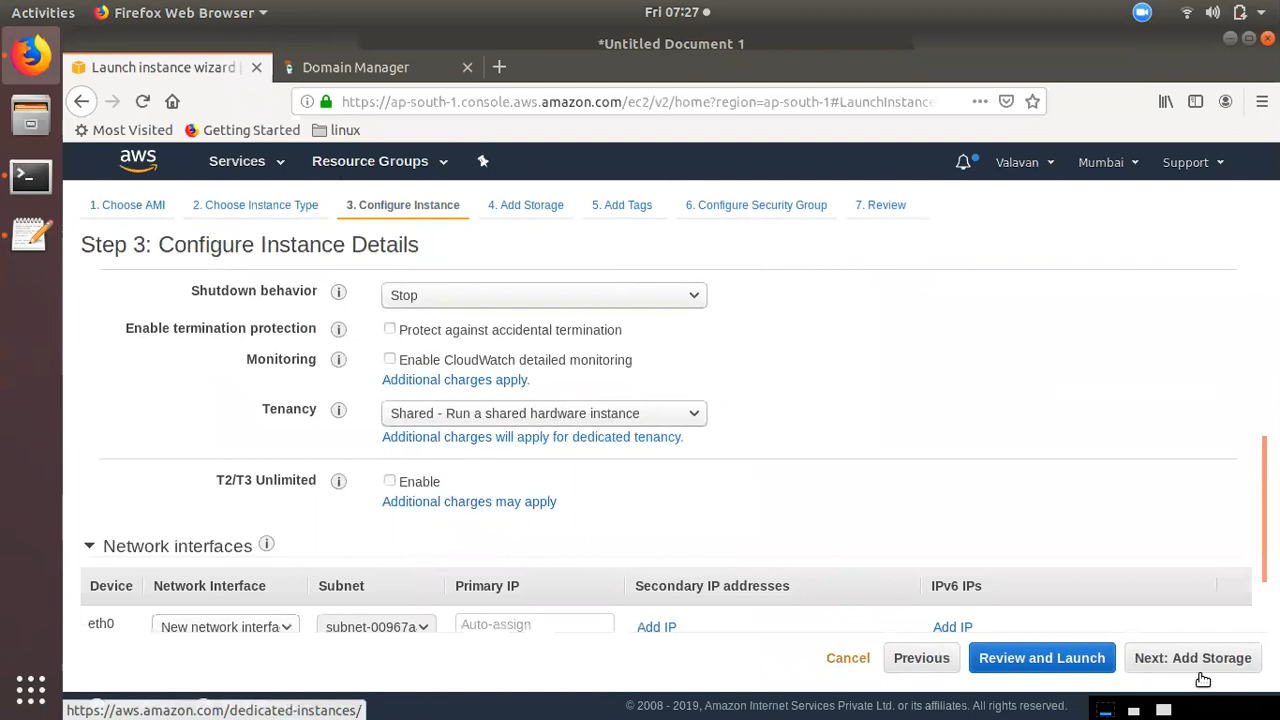 Activities
Firefox Web Browser
Fri 07:27
*Untitled Document 1
Launch instance wizard
Domain Manager
https://ap-south-1.console.aws.amazon.com/ec2/v2/home?region=ap-south-1#LaunchInstance
Most Visited
Getting Started
linux
aws
Services
Resource Groups
Valavan
Mumbai
Support
1. Choose AMI
2. Choose Instance Type
3. Configure Instance
4. Add Storage
5. Add Tags
6. Configure Security Group
7. Review
Step 3: Configure Instance Details
Shutdown behavior
Stop
Enable termination protection
Protect against accidental termination
Monitoring
Enable CloudWatch detailed monitoring
Additional charges apply.
Tenancy
Shared - Run a shared hardware instance
Additional charges will apply for dedicated tenancy.
T2/T3 Unlimited
Enable
Additional charges may apply
Network interfaces
Device
Network Interface
Subnet
Primary IP
Secondary IP addresses
IPv6 IPs
eth0
New network interfa
subnet-00967a
Auto-assign
Add IP
Add IP
Cancel
Previous
Review and Launch
Next: Add Storage
https://aws.amazon.com/dedicated-instances/
© 2008 - 2019, Amazon Internet Services Private Ltd. or its affiliates. All rights reserved.